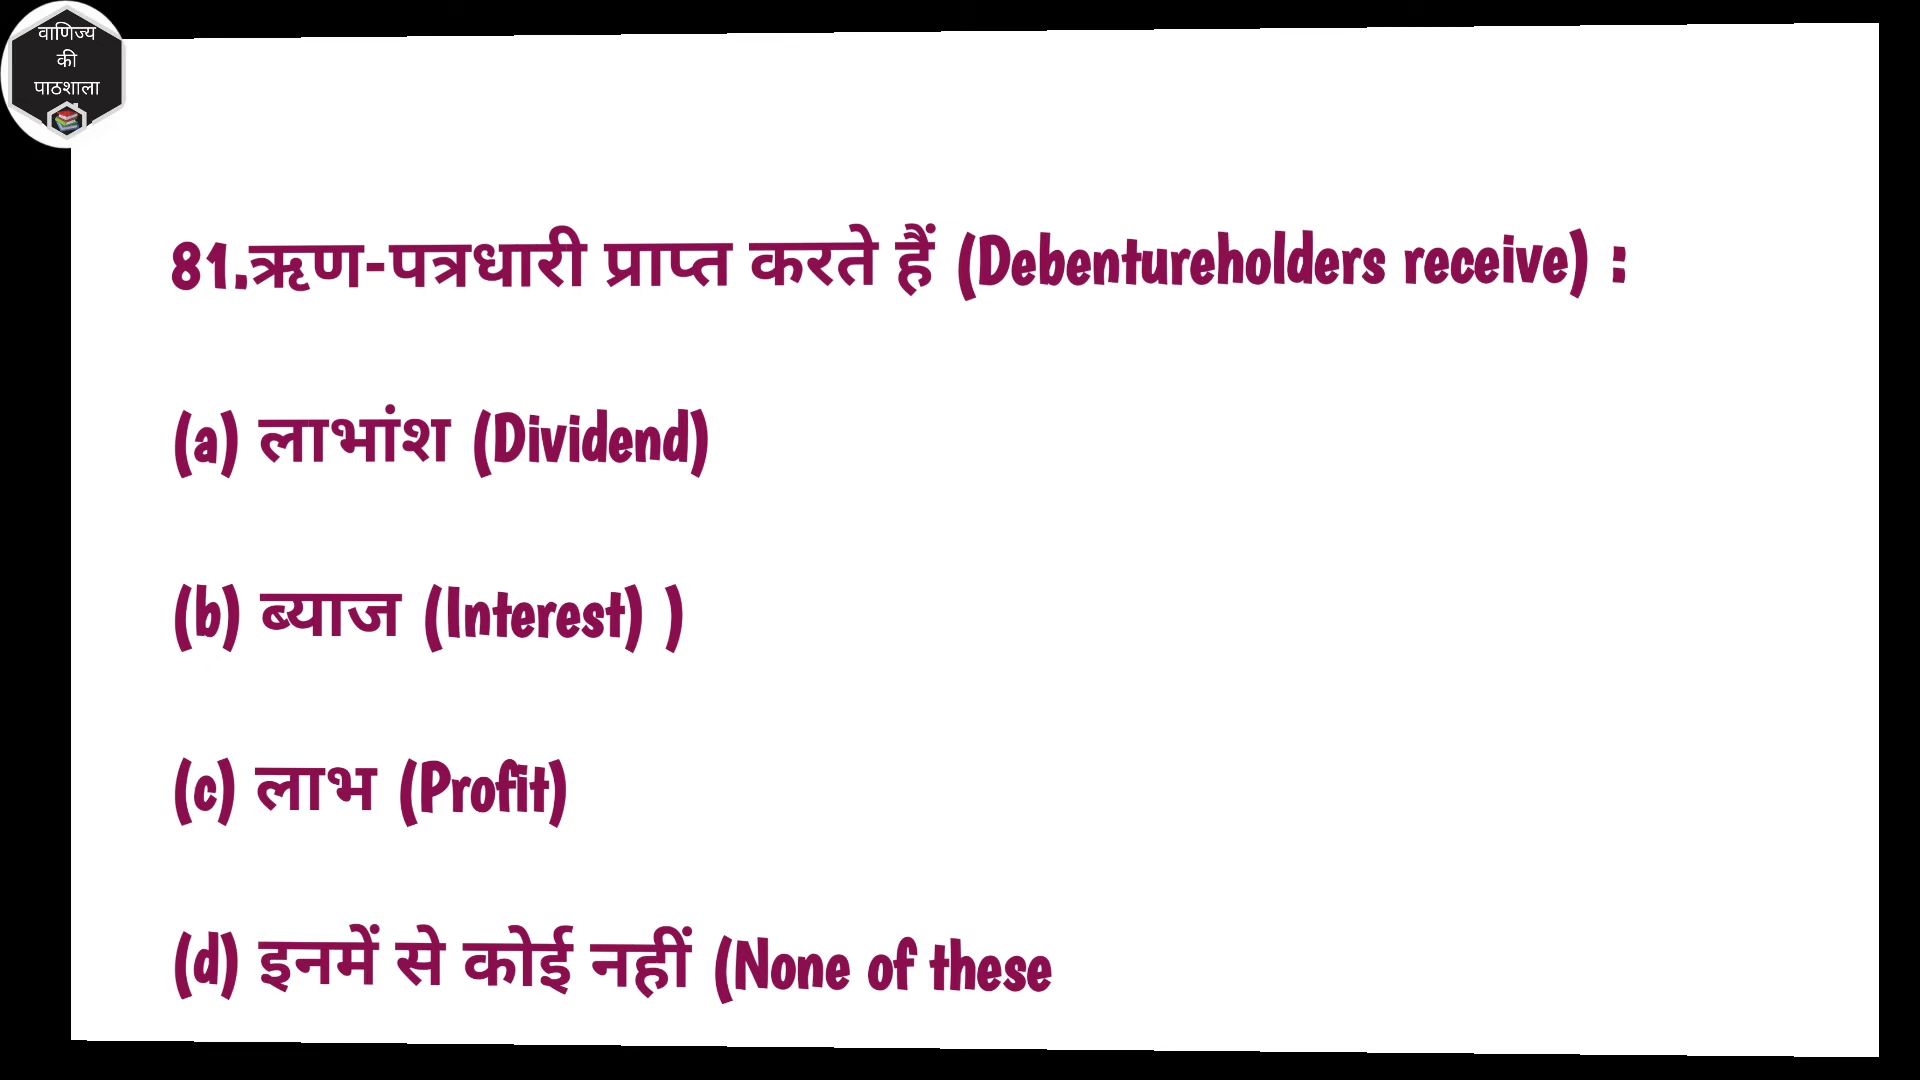 वाणिज्य
की
पाठशाला
81.ऋण-पत्रधारी प्राप्त करते हैं (Debentureholders receive) :
(a) लाभांश (Dividend)
(b) ब्याज (Interest) )
(c) लाभ (Profit)
(d) इनमें से कोई नहीं (None of these